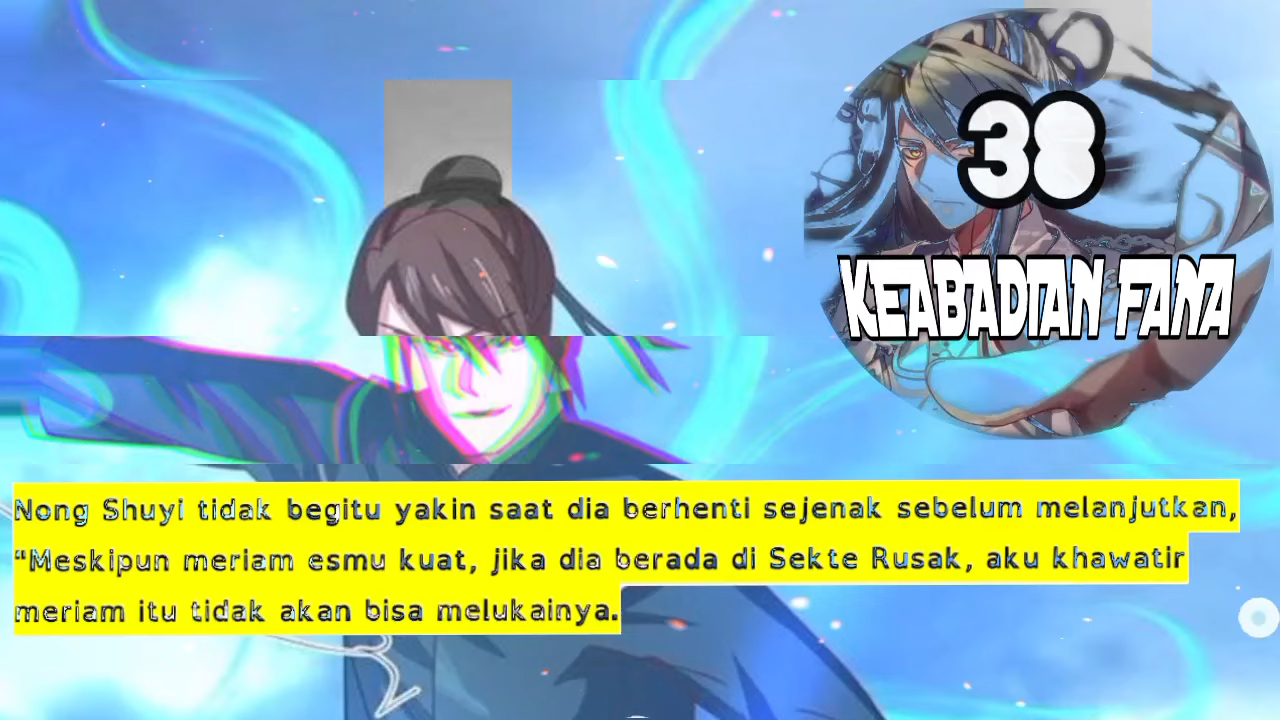 38
KEABADIAN FANA
Nong Shuyi tidak begitu yakin saat dia berhenti sejenak sebelum melanjutkan,
"Meskipun meriam esmu kuat, jika dia berada di Sekte Rusak, aku khawatir
meriam itu tidak akan bisa melukainya.